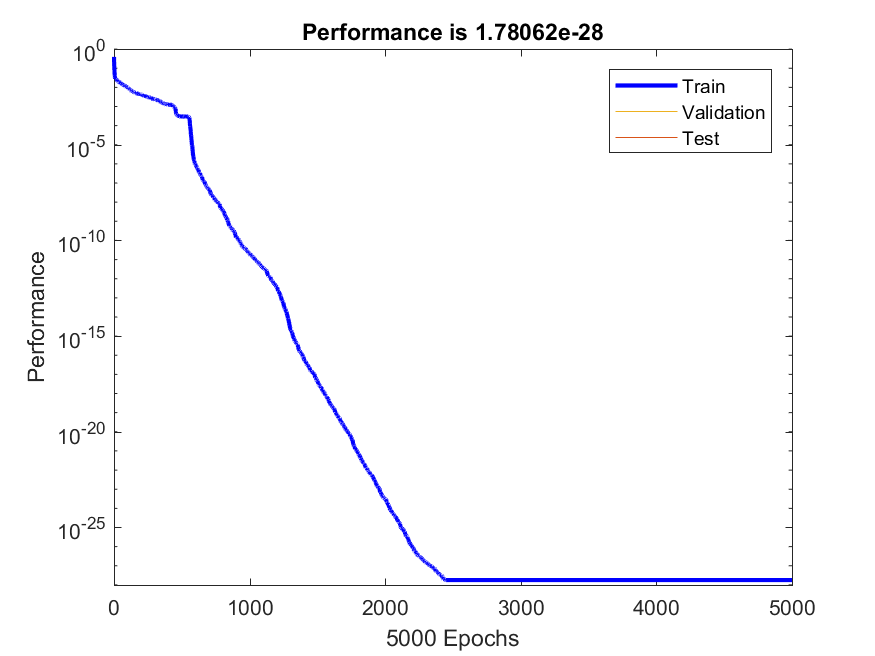 Performance is 1.78062e-28
Train
Validation
Test
Performance
10^0
10^-5
10^-10
10^-15
10^-20
10^-25
0 1000 2000 3000 4000 5000
5000 Epochs